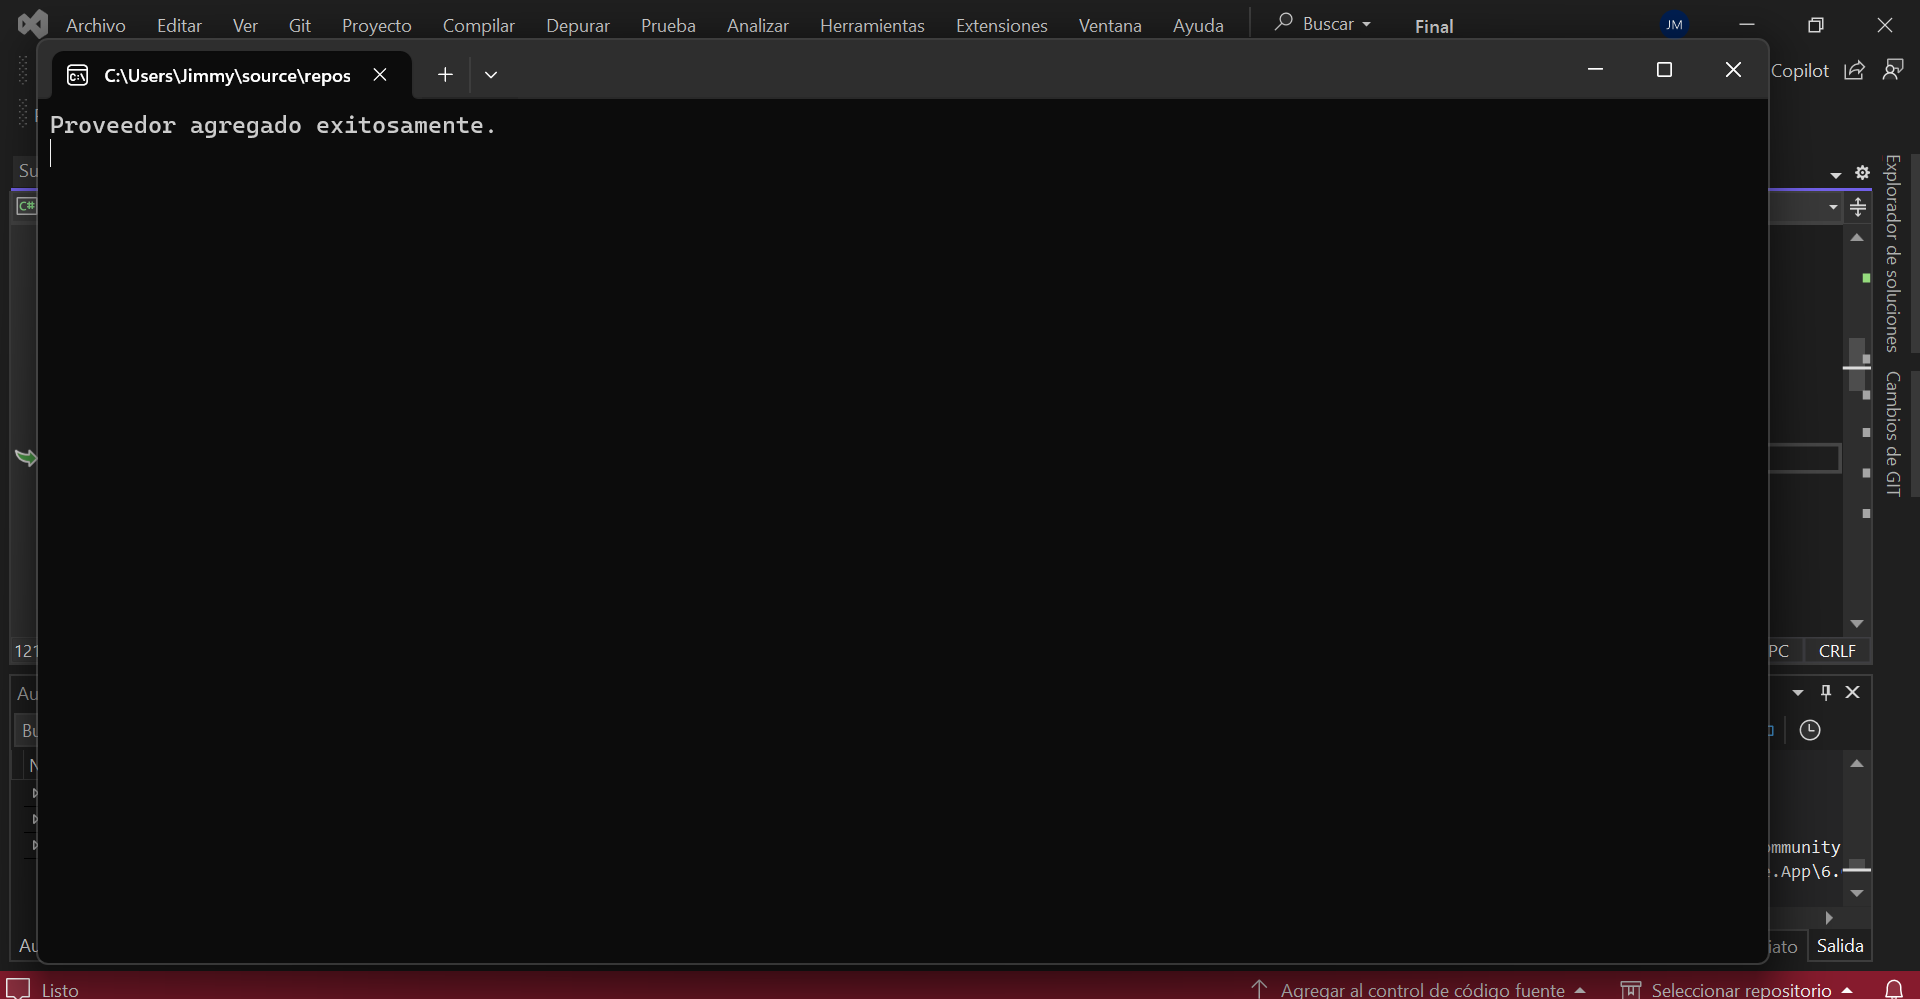 Archivo Editar Ver Git Proyecto Compilar Depurar Prueba Analizar Herramientas Extensiones Ventana Ayuda Buscar Final JM
C:\Users\Jimmy\source\repos
Copilot
Proveedor agregado exitosamente.
Su
C#
Explorador de soluciones
Cambios de GIT
121
PC CRLF
Au
Bu
N
ommunity
.App\6.
Au
iato Salida
Listo Agregar al control de código fuente Seleccionar repositorio